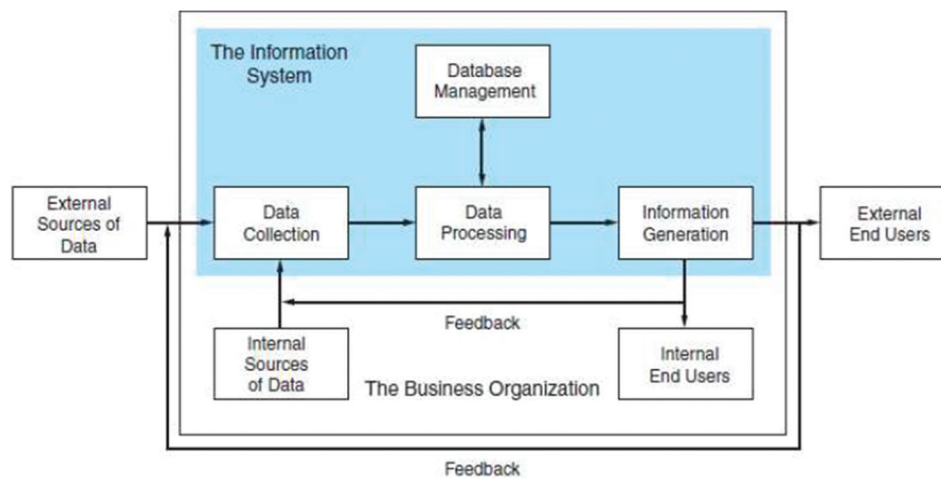 The Information
System
Database
Management
External
Sources of
Data
Data
Collection
Data
Processing
Information
Generation
External
End Users
Feedback
Internal
Sources
of Data
Internal
End Users
The Business Organization
Feedback